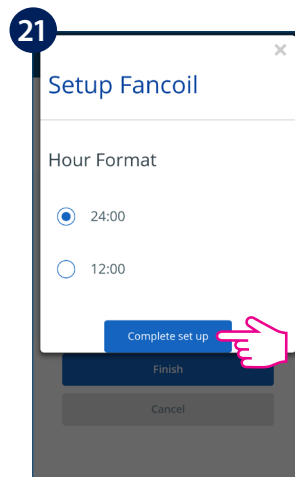 21
Setup Fancoil
Hour Format
24:00
12:00
Complete set up
Finish
Cancel